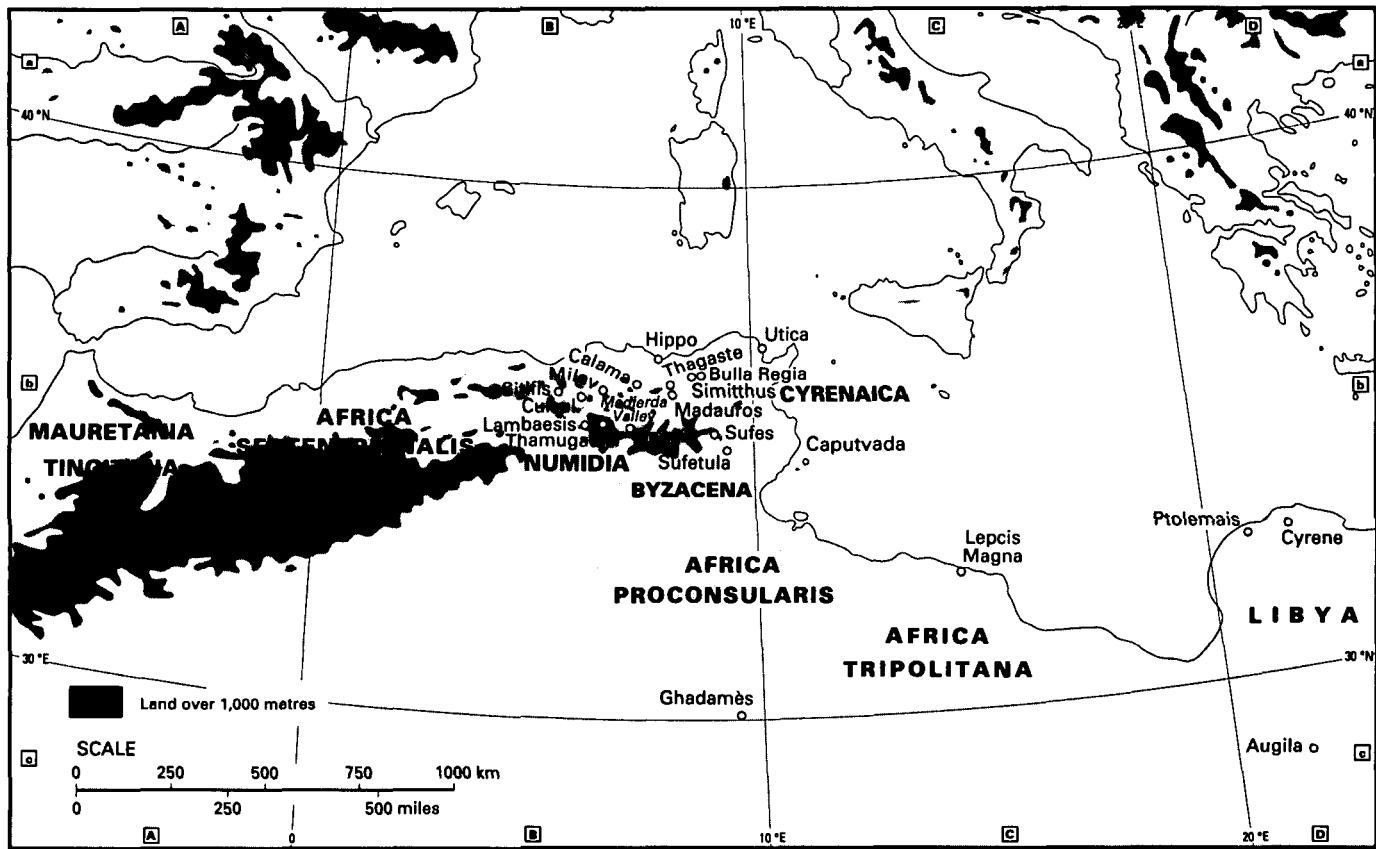 A
B
10 °E
C
D
a
a
40 °N
40 °N
Hippo
Utica
Calama
Thagaste
b
Milev
Bulla Regia
b
Sitifis
Simitthus
CYRENAICA
AFRICA
Medjerda
Valley
Madauros
MAURETANIA
Lambaesis
Sufes
Caputvada
NUMIDIA
Sufetula
BYZACENA
Ptolemais
Cyrene
Lepcis
Magna
AFRICA
PROCONSULARIS
LIBYA
AFRICA
TRIPOLITANA
30 °E
30 °N
Land over 1,000 metres
Ghadamès
SCALE
Augila
c
c
0 250 500 750 1000 km
0 250 500 miles
A
0
B
10 °E
C
20 °E
D